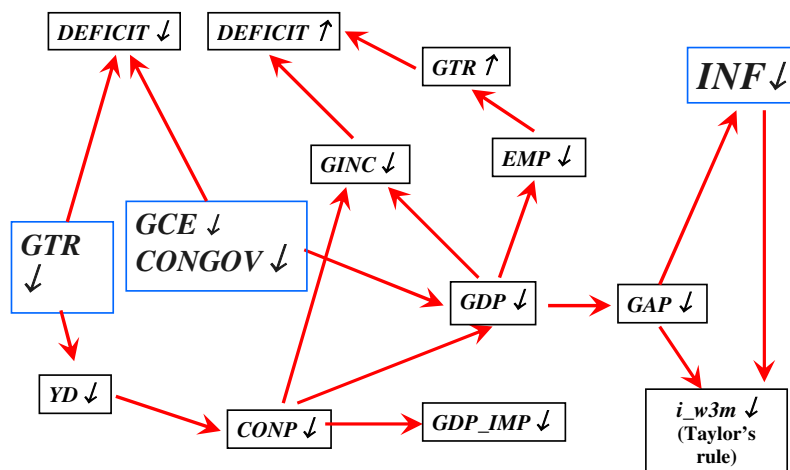 DEFICIT ↓
DEFICIT ↑
GTR ↑
INF ↓
GINC ↓
EMP ↓
GTR
↓
GCE ↓
CONGOV ↓
GDP ↓
GAP ↓
YD ↓
CONP ↓
GDP_IMP ↓
i_w3m ↓
(Taylor's
rule)